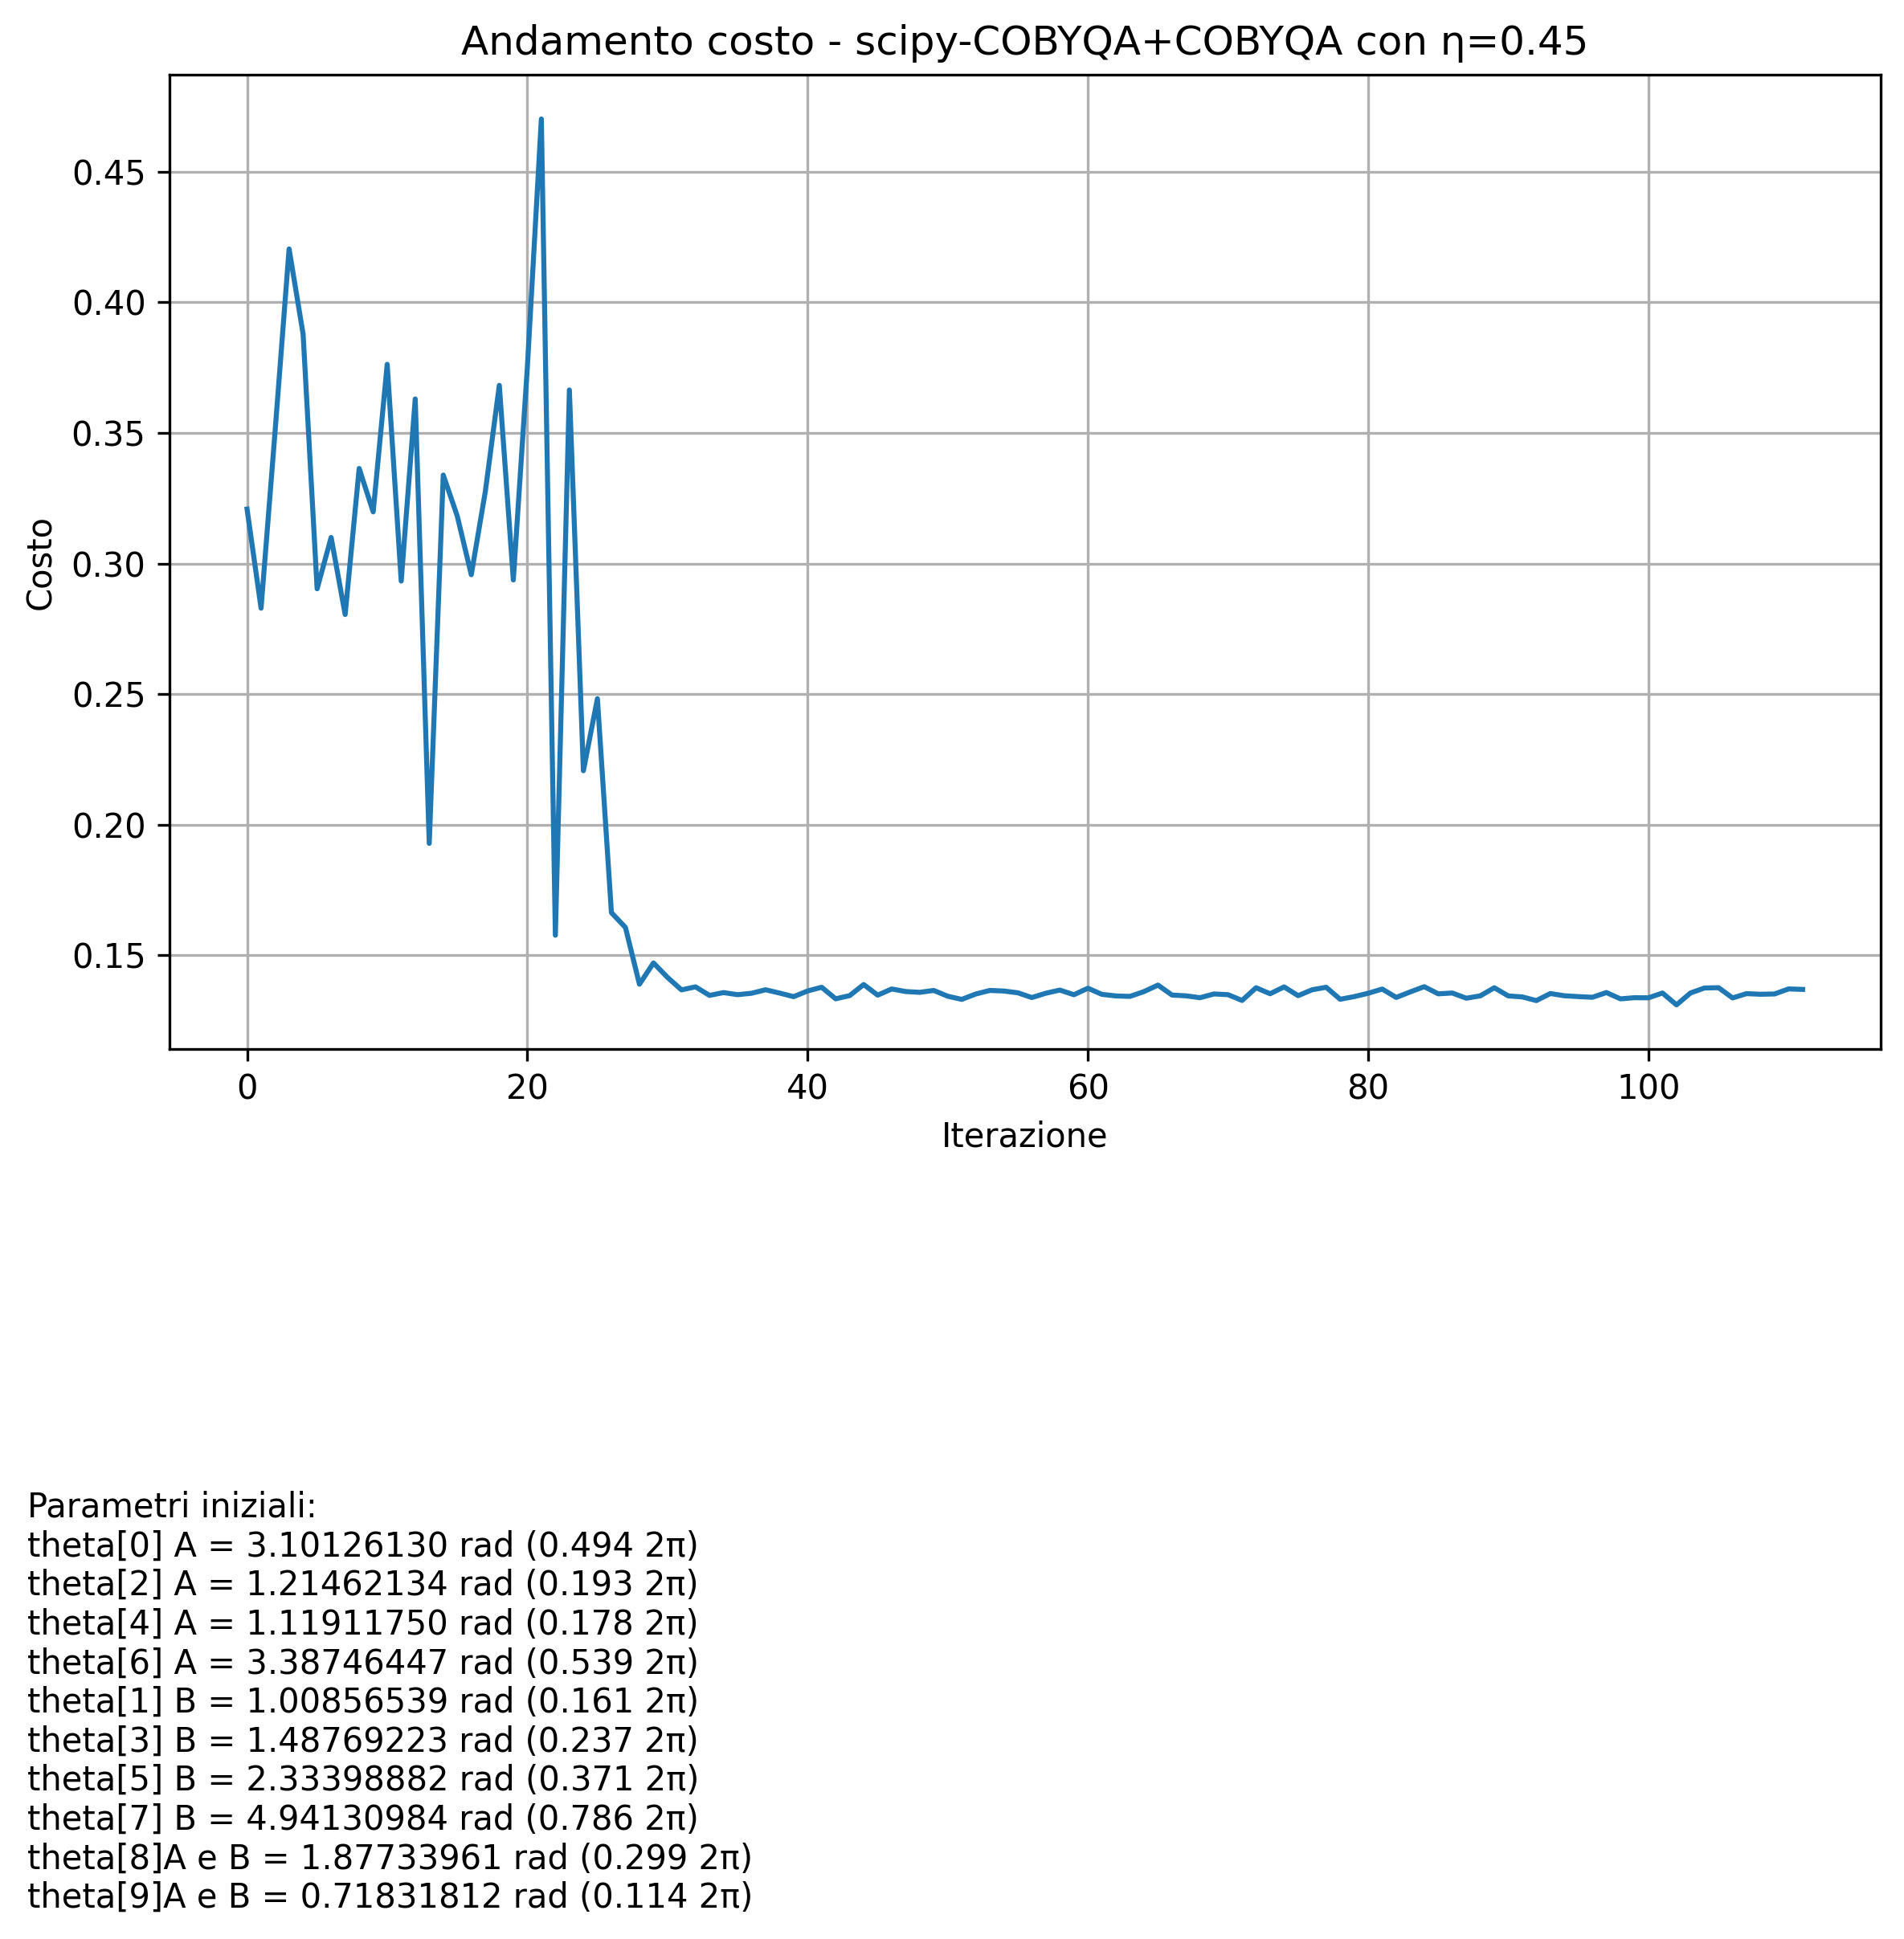 Andamento costo - scipy-COBYQA+COBYQA con η=0.45
Costo
0.45
0.40
0.35
0.30
0.25
0.20
0.15
0 20 40 60 80 100
Iterazione
Parametri iniziali:
theta[0] A = 3.10126130 rad (0.494 2π)
theta[2] A = 1.21462134 rad (0.193 2π)
theta[4] A = 1.11911750 rad (0.178 2π)
theta[6] A = 3.38746447 rad (0.539 2π)
theta[1] B = 1.00856539 rad (0.161 2π)
theta[3] B = 1.48769223 rad (0.237 2π)
theta[5] B = 2.33398882 rad (0.371 2π)
theta[7] B = 4.94130984 rad (0.786 2π)
theta[8]A e B = 1.87733961 rad (0.299 2π)
theta[9]A e B = 0.71831812 rad (0.114 2π)